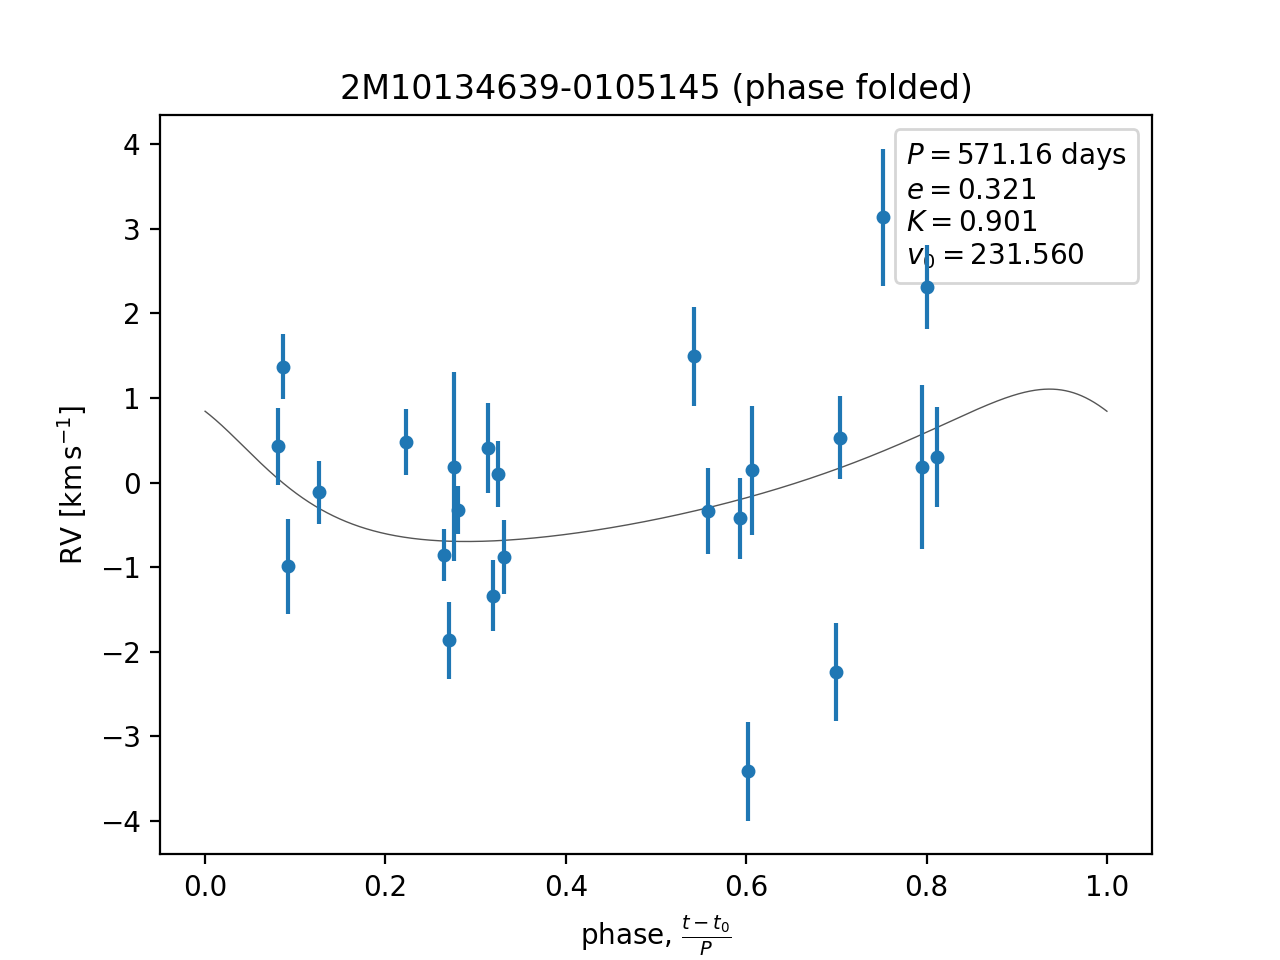 2M10134639-0105145 (phase folded)
P = 571.16 days
e = 0.321
K = 0.901
v₀ = 231.560
RV [km s⁻¹]
4
3
2
1
0
−1
−2
−3
−4
0.0 0.2 0.4 0.6 0.8 1.0
phase, (t − t₀)/P